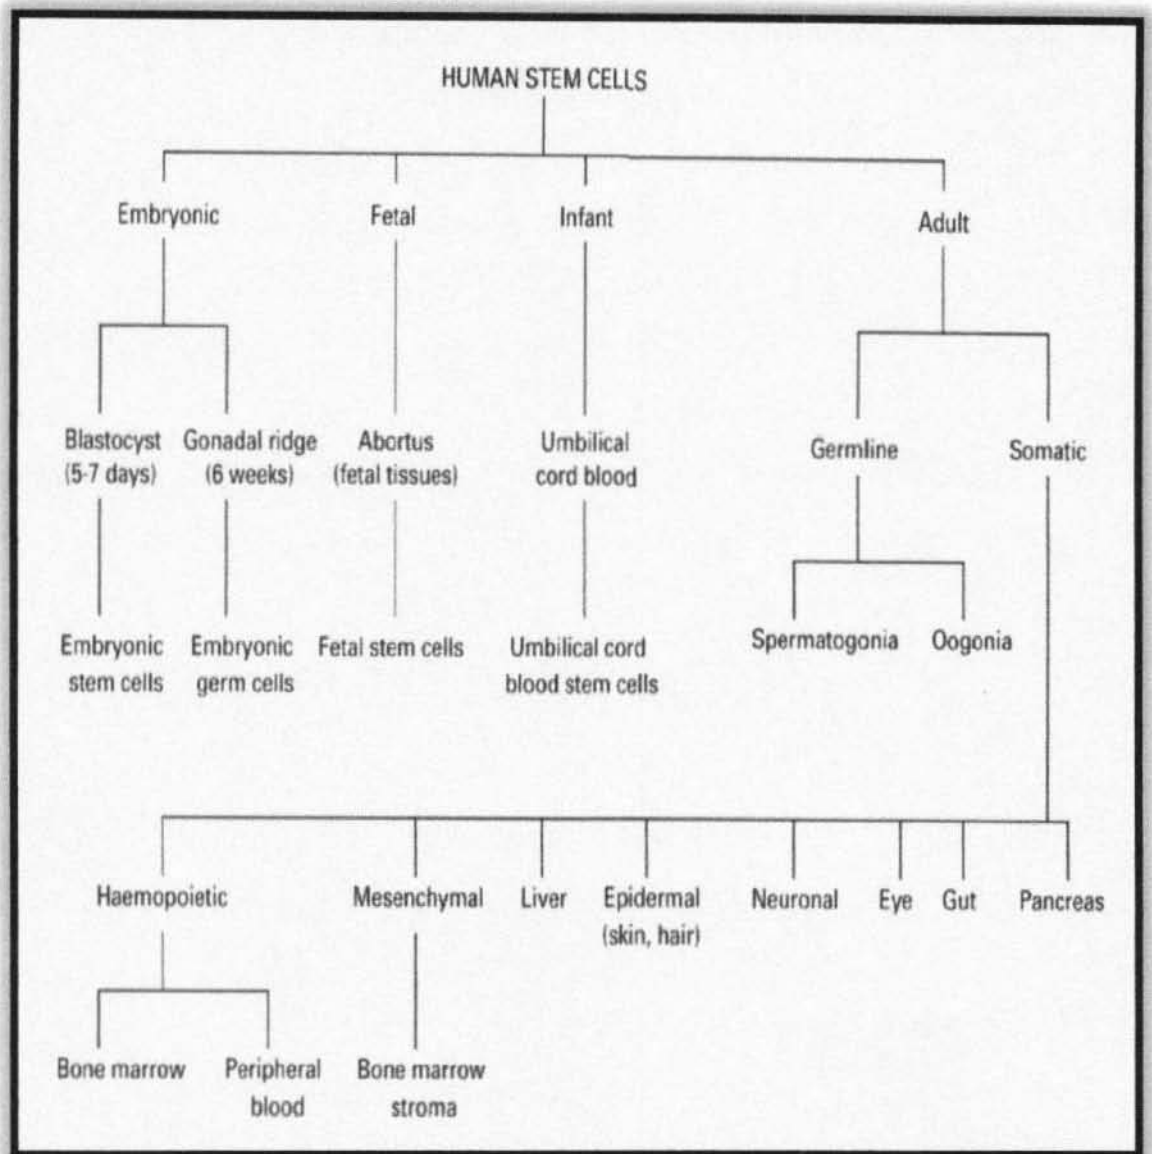 HUMAN STEM CELLS
Embryonic Fetal Infant Adult
Blastocyst Gonadal ridge Abortus Umbilical
(5-7 days) (6 weeks) (fetal tissues) cord blood
Germline Somatic
Embryonic Embryonic Fetal stem cells Umbilical cord
stem cells germ cells blood stem cells
Spermatogonia Oogonia
Haemopoietic Mesenchymal Liver Epidermal Neuronal Eye Gut Pancreas
(skin, hair)
Bone marrow Peripheral Bone marrow
blood stroma